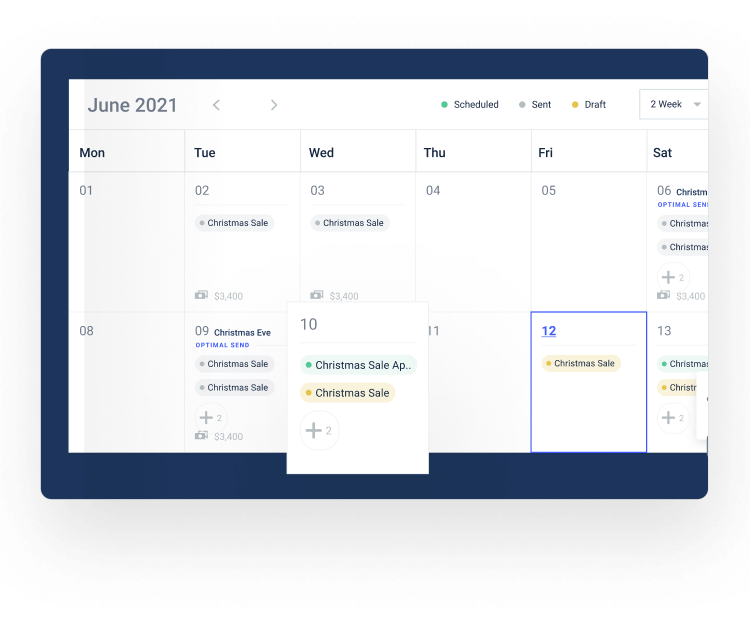 June 2021
Scheduled
Sent
Draft
2 Week
Mon
Tue
Wed
Thu
Fri
Sat
01
02
Christmas Sale
$3,400
03
Christmas Sale
$3,400
04
05
06 Christm
OPTIMAL SEN
Christmas
Christmas
2
$3,400
08
09 Christmas Eve
OPTIMAL SEND
Christmas Sale
Christmas Sale
2
$3,400
10
Christmas Sale Ap..
Christmas Sale
2
11
12
Christmas Sale
13
Christmas
Christr
2